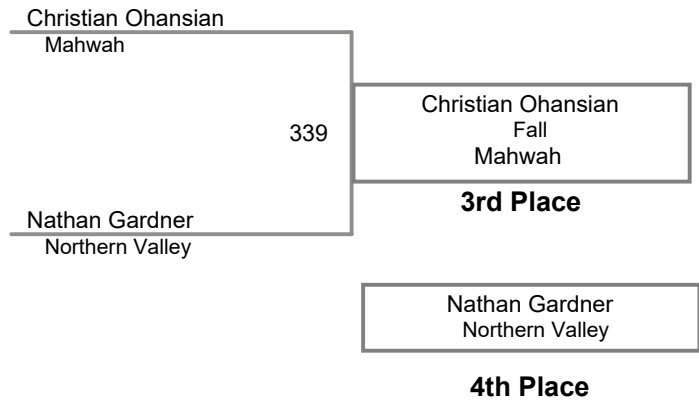 Christian Ohansian
Mahwah
339
Christian Ohansian
Fall
Mahwah
3rd Place
Nathan Gardner
Northern Valley
Nathan Gardner
Northern Valley
4th Place